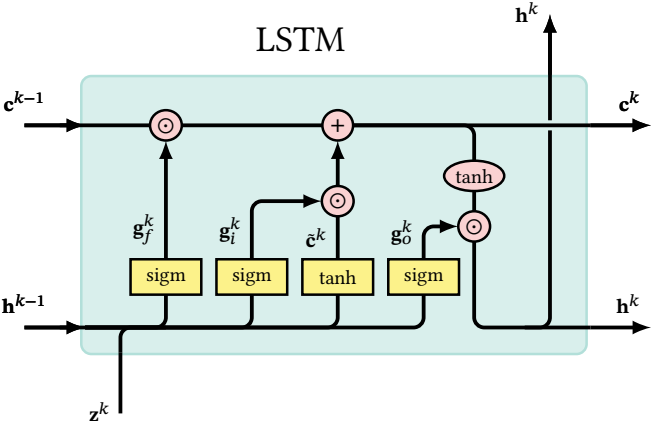 h^k
LSTM
c^{k-1}
c^k
⊙
+
tanh
⊙
g_f^k
g_i^k
c̃^k
g_o^k
⊙
sigm
sigm
tanh
sigm
h^{k-1}
h^k
z^k